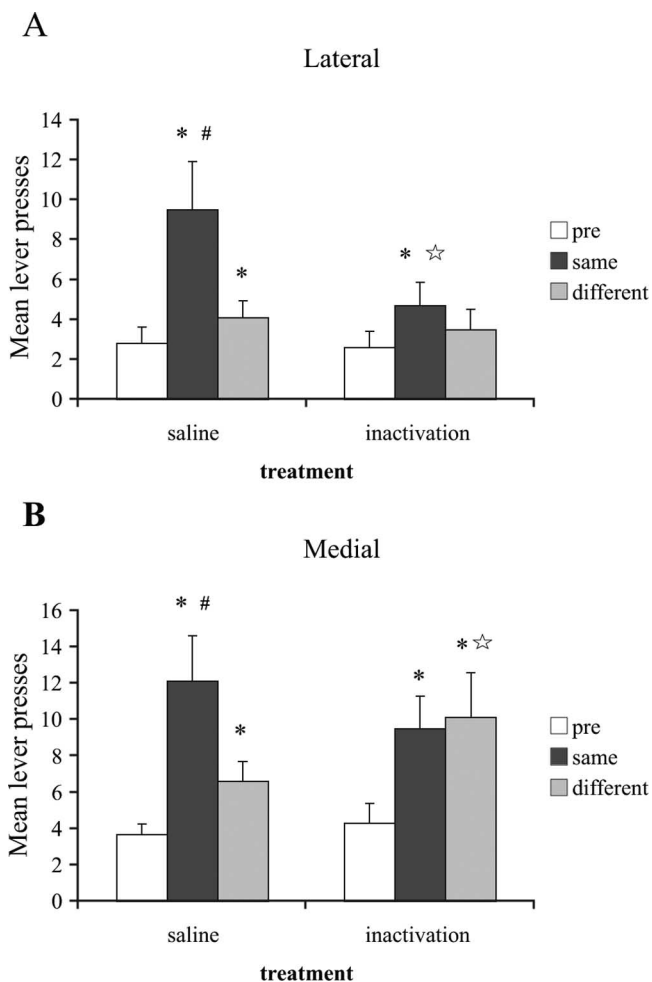 A
Lateral
14
12
10
8
6
4
2
0
Mean lever presses
* #
*
* ☆
pre
same
different
saline
inactivation
treatment
B
Medial
16
14
12
10
8
6
4
2
0
Mean lever presses
* #
*
*
*☆
pre
same
different
saline
inactivation
treatment